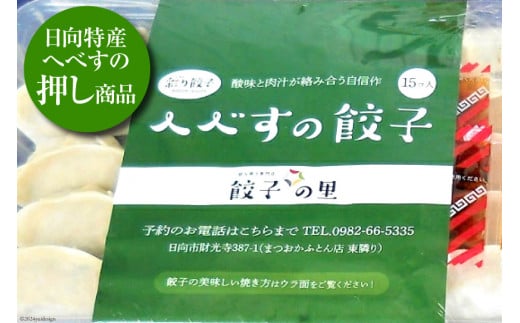 日向特産
へべすの
押し商品
彩り餃子
酸味と肉汁が絡み合う自信作
15コ入
へべすの餃子
餃子の里
予約のお電話はこちらまで TEL.0982-66-5335
日向市財光寺387-1(まつおかふとん店 東隣り)
餃子の美味しい焼き方はウラ面をご覧ください!